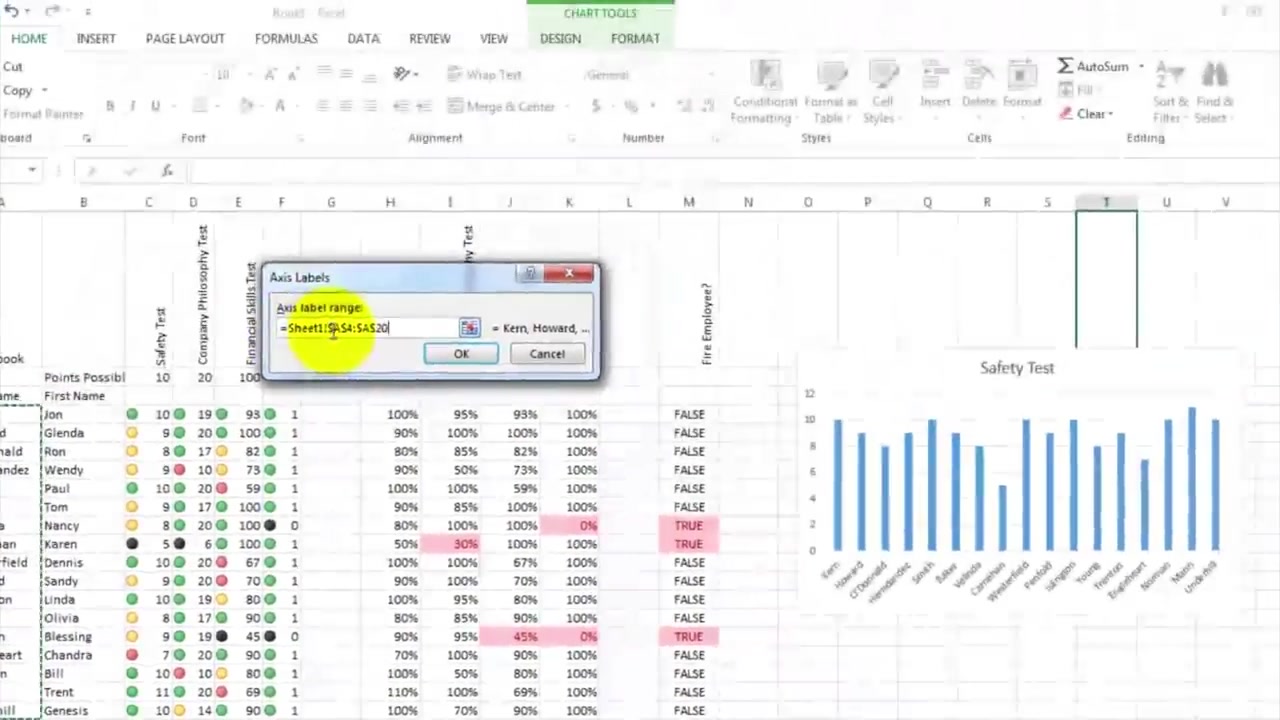 Book1 - Excel
CHART TOOLS
HOME INSERT PAGE LAYOUT FORMULAS DATA REVIEW VIEW DESIGN FORMAT
Cut
Copy
Format Painter
10
Wrap Text
Merge & Center
General
Conditional Formatting
Format as Table
Cell Styles
Insert
Delete
Format
AutoSum
Fill
Clear
Sort & Filter
Find & Select
board Font Alignment Number Styles Cells Editing
A B C D E F G H I J K L M N O P Q R S T U V
Safety Test
Company Philosophy Test
Financial Skills Test
hy Test
Fire Employee?
Axis Labels
Axis label range:
=Sheet1!$A$4:$A$20
= Kern, Howard, ...
OK Cancel
book
Points Possibl 10 20 100
ame First Name
Jon 10 19 93 1 100% 95% 93% 100% FALSE
d Glenda 9 20 100 1 90% 100% 100% 100% FALSE
nald Ron 8 17 82 1 80% 85% 82% 100% FALSE
andez Wendy 9 10 73 1 90% 50% 73% 100% FALSE
Paul 10 20 59 1 100% 100% 59% 100% FALSE
Tom 9 17 100 1 90% 85% 100% 100% FALSE
a Nancy 8 20 100 0 80% 100% 100% 0% TRUE
an Karen 5 6 100 1 50% 30% 100% 100% TRUE
rfield Dennis 10 20 67 1 100% 100% 67% 100% FALSE
Sandy 9 20 70 1 90% 100% 70% 100% FALSE
on Linda 10 19 80 1 100% 95% 80% 100% FALSE
Olivia 8 17 90 1 80% 85% 90% 100% FALSE
n Blessing 9 19 45 0 90% 95% 45% 0% TRUE
eart Chandra 7 20 90 1 70% 100% 90% 100% FALSE
n Bill 10 10 80 1 100% 50% 80% 100% FALSE
Trent 11 20 69 1 110% 100% 69% 100% FALSE
hill Genesis 10 14 90 1 100% 70% 90% 100% FALSE
Safety Test
12
10
8
6
4
2
0
Kern Howard O'Donald Hernandez Smith Velinda Carnahan Westerfield Penfold Islington Young Trenton Engleheart Norman Mann Underhill